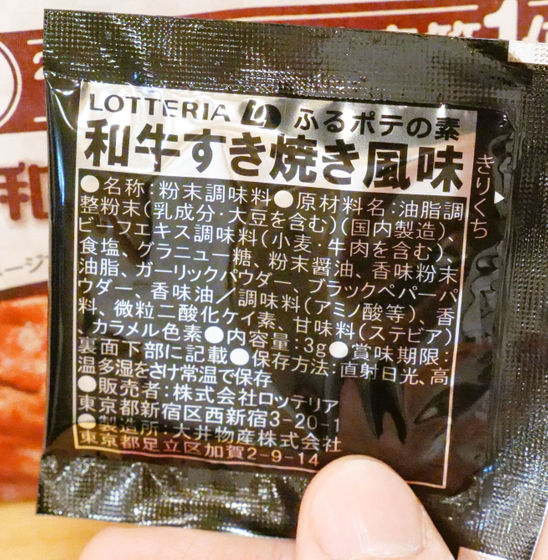 LOTTERIA ふるポテの素
和牛すき焼き風味
きりくち
●名称:粉末調味料●原材料名:油脂調
整粉末(乳成分・大豆を含む)(国内製造)、
ビーフエキス調味料(小麦・牛肉を含む)、
食塩、グラニュー糖、粉末醤油、香味粉末
油脂、ガーリックパウダー、ブラックペーパーパ
ウダー、香味油/調味料(アミノ酸等)、香
料、微粒二酸化ケイ素、甘味料(ステビア)
、カラメル色素●内容量:3g●賞味期限:
裏面下部に記載●保存方法:直射日光、高
温多湿をさけ常温で保存
●販売者:株式会社ロッテリア
東京都新宿区西新宿3-20-1
●製造所:大井物産株式会社
東京都足立区加賀2-9-14